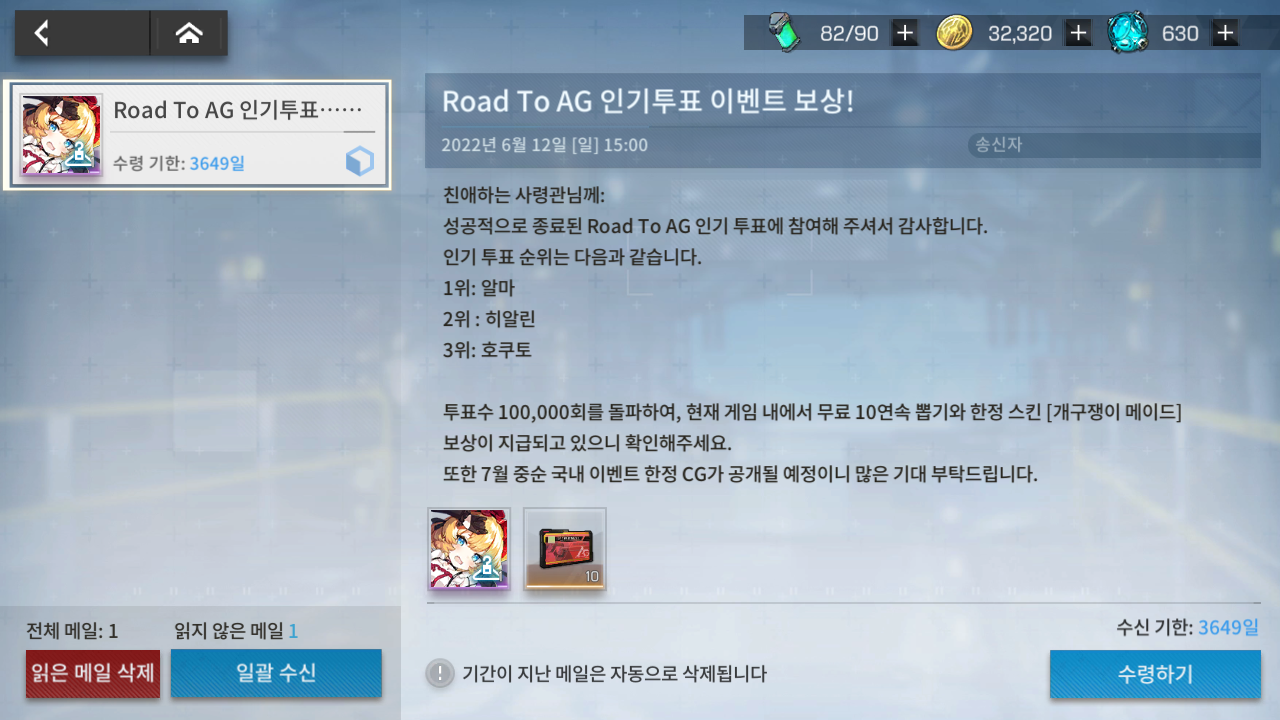 82/90
32,320
630
Road To AG 인기투표······
수령 기한: 3649일
Road To AG 인기투표 이벤트 보상!
2022년 6월 12일 [일] 15:00
송신자
친애하는 사령관님께:
성공적으로 종료된 Road To AG 인기 투표에 참여해 주셔서 감사합니다.
인기 투표 순위는 다음과 같습니다.
1위: 알마
2위 : 히알린
3위: 호쿠토
투표수 100,000회를 돌파하여, 현재 게임 내에서 무료 10연속 뽑기와 한정 스킨 [개구쟁이 메이드]
보상이 지급되고 있으니 확인해주세요.
또한 7월 중순 국내 이벤트 한정 CG가 공개될 예정이니 많은 기대 부탁드립니다.
10
전체 메일: 1
읽지 않은 메일 1
수신 기한: 3649일
읽은 메일 삭제
일괄 수신
기간이 지난 메일은 자동으로 삭제됩니다
수령하기